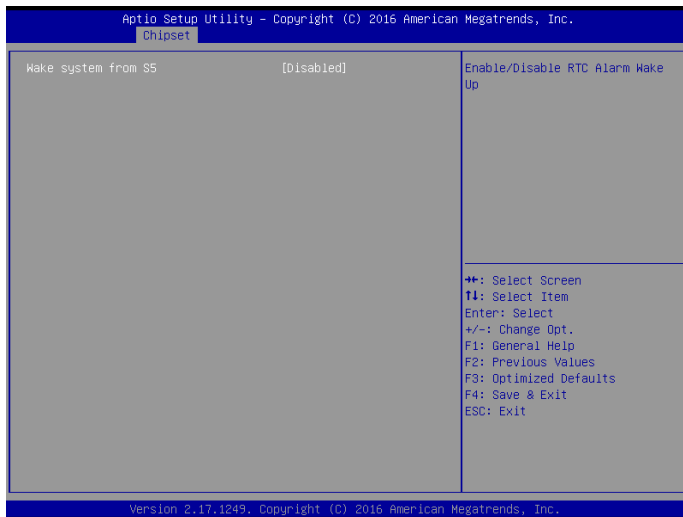 Aptio Setup Utility – Copyright (C) 2016 American Megatrends, Inc.
Chipset
Wake system from S5 [Disabled]
Enable/Disable RTC Alarm Wake
Up
→←: Select Screen
↑↓: Select Item
Enter: Select
+/-: Change Opt.
F1: General Help
F2: Previous Values
F3: Optimized Defaults
F4: Save & Exit
ESC: Exit
Version 2.17.1249. Copyright (C) 2016 American Megatrends, Inc.